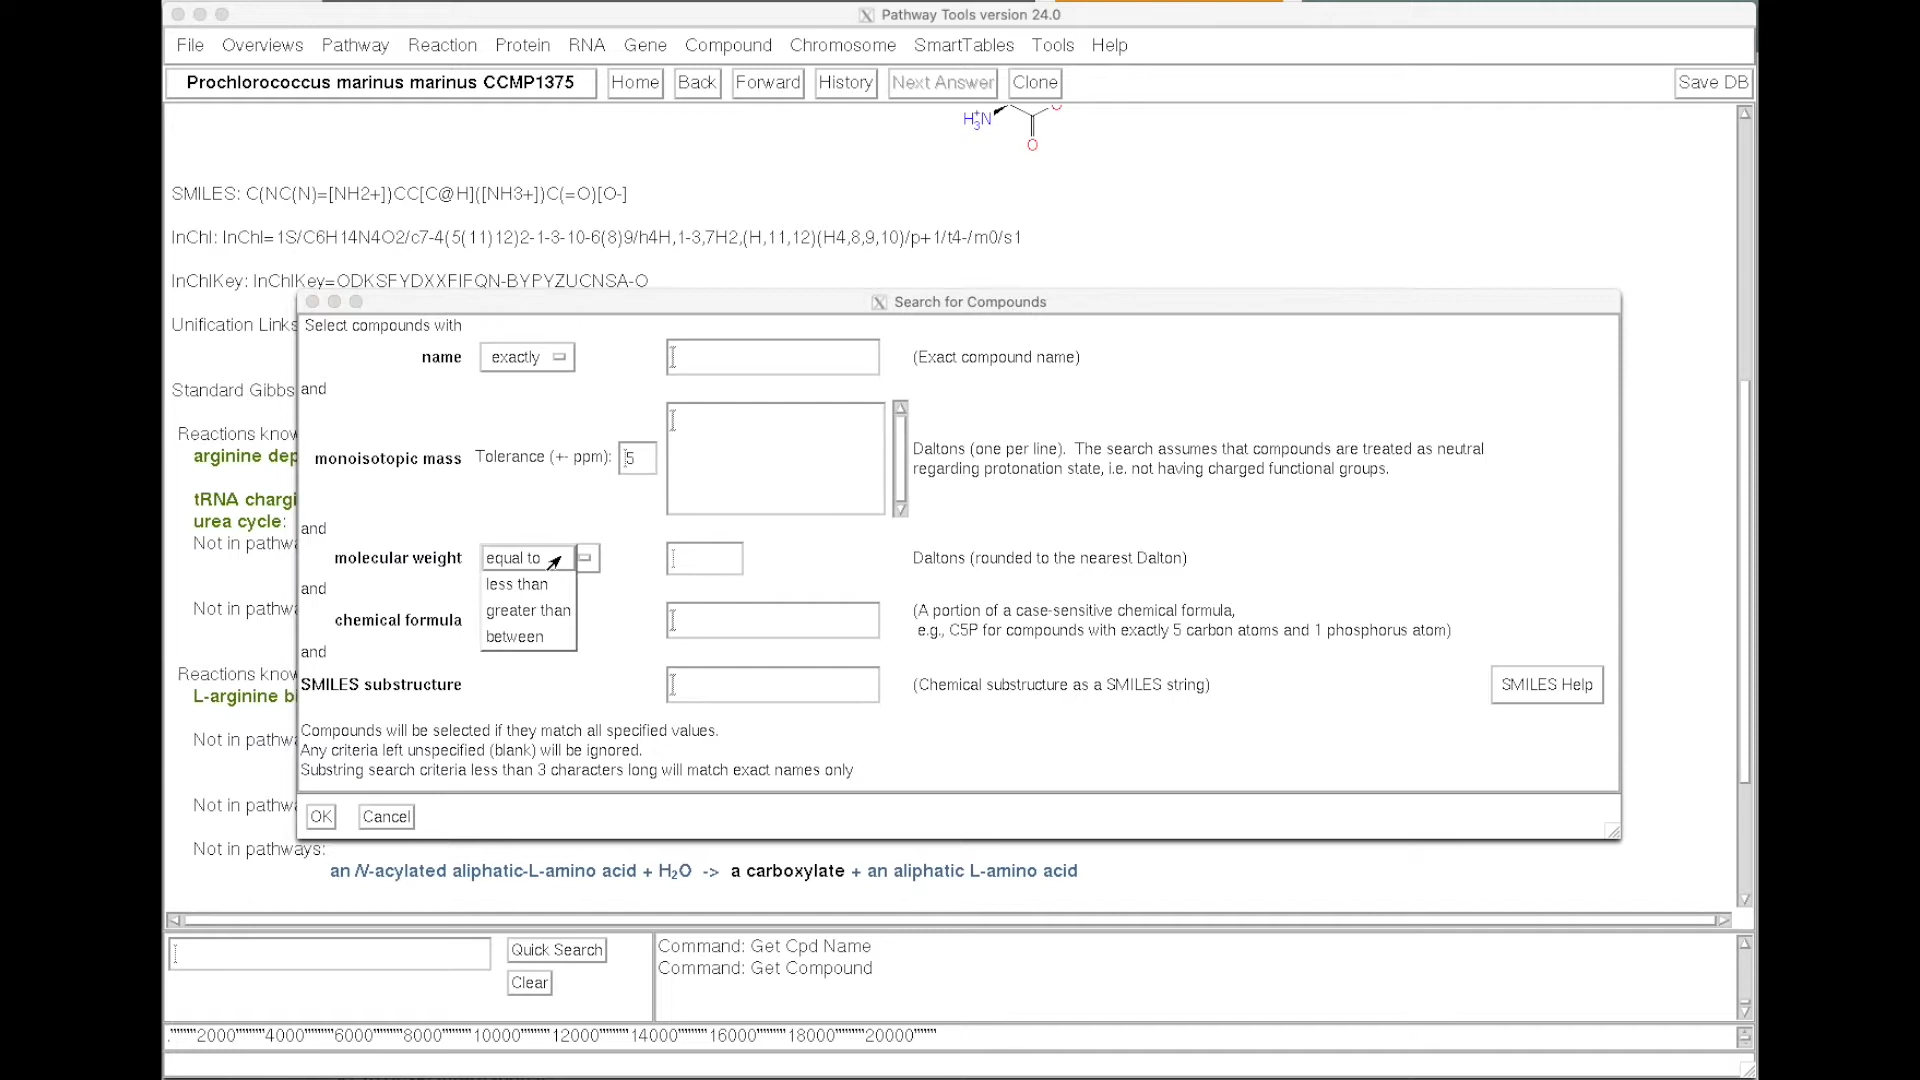 Pathway Tools version 24.0
File Overviews Pathway Reaction Protein RNA Gene Compound Chromosome SmartTables Tools Help
Prochlorococcus marinus marinus CCMP1375 Home Back Forward History Next Answer Clone Save DB
H3+N
O
SMILES: C(NC(N)=[NH2+])CC[C@H]([NH3+])C(=O)[O-]
InChI: InChI=1S/C6H14N4O2/c7-4(5(11)12)2-1-3-10-6(8)9/h4H,1-3,7H2,(H,11,12)(H4,8,9,10)/p+1/t4-/m0/s1
InChIKey: InChIKey=ODKSFYDXXFIFQN-BYPYZUCNSA-O
Search for Compounds
Unification Links
Select compounds with
name exactly (Exact compound name)
Standard Gibbs
and
Reactions know
arginine dep
monoisotopic mass Tolerance (+- ppm): 5 Daltons (one per line). The search assumes that compounds are treated as neutral
regarding protonation state, i.e. not having charged functional groups.
tRNA chargi
urea cycle:
and
Not in pathwa
molecular weight equal to Daltons (rounded to the nearest Dalton)
less than
and
Not in pathwa
greater than
between
chemical formula (A portion of a case-sensitive chemical formula,
e.g., C5P for compounds with exactly 5 carbon atoms and 1 phosphorus atom)
and
Reactions know
SMILES substructure (Chemical substructure as a SMILES string) SMILES Help
L-arginine bi
Compounds will be selected if they match all specified values.
Not in pathwa
Any criteria left unspecified (blank) will be ignored.
Substring search criteria less than 3 characters long will match exact names only
Not in pathwa
OK Cancel
Not in pathways:
an N-acylated aliphatic-L-amino acid + H2O -> a carboxylate + an aliphatic L-amino acid
Quick Search
Clear
Command: Get Cpd Name
Command: Get Compound
2000 4000 6000 8000 10000 12000 14000 16000 18000 20000